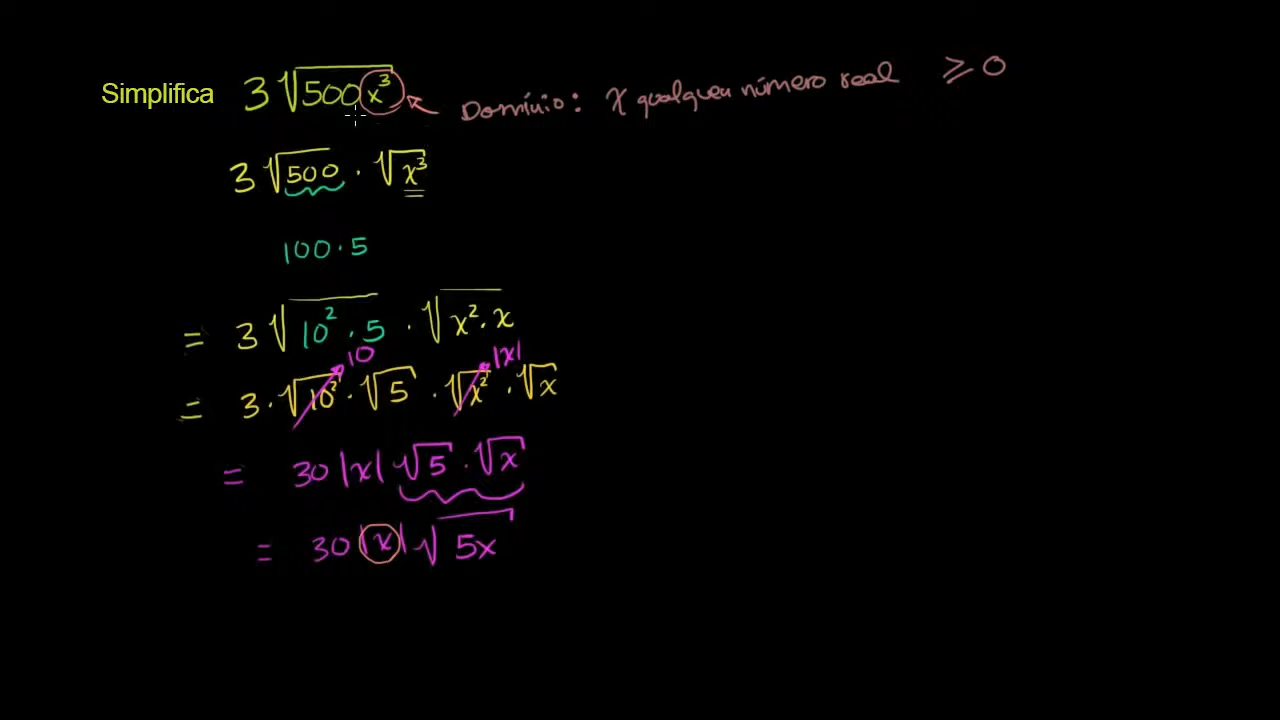 Simplifica 3√500x³ Domínio: x qualquer número real ≥ 0
3√500 · √x³
100 · 5
= 3√10² · 5 · √x² · x
10 |x|
= 3 · √10² · √5 · √x² · √x
= 30|x| √5 · √x
= 30|x| √5x